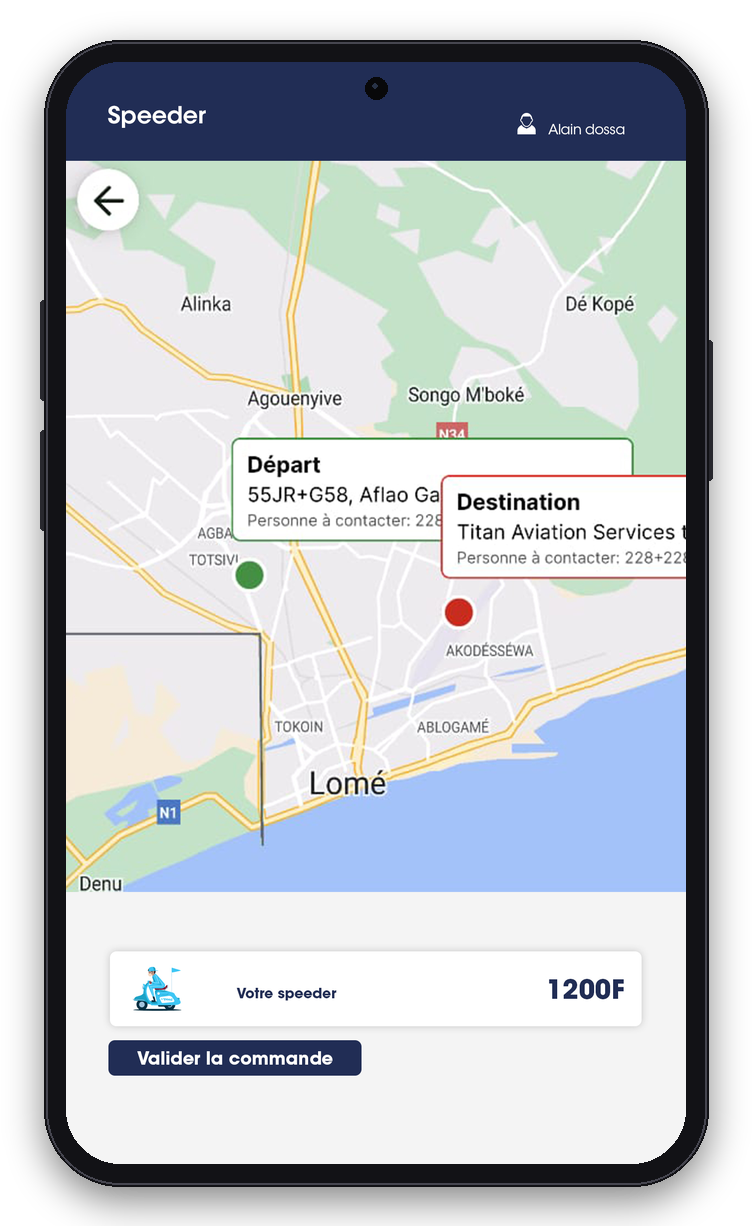 Speeder
Alain dossa
Alinka
Dé Kopé
Agouenyive
Songo M'boké
N34
Départ
55JR+G58, Aflao Ga
Personne à contacter: 228
Destination
Titan Aviation Services t
Personne à contacter: 228+228
AGBA
TOTSIVI
AKODÉSSÉWA
TOKOIN
ABLOGAMÉ
Lomé
N1
Denu
Votre speeder
1200F
Valider la commande